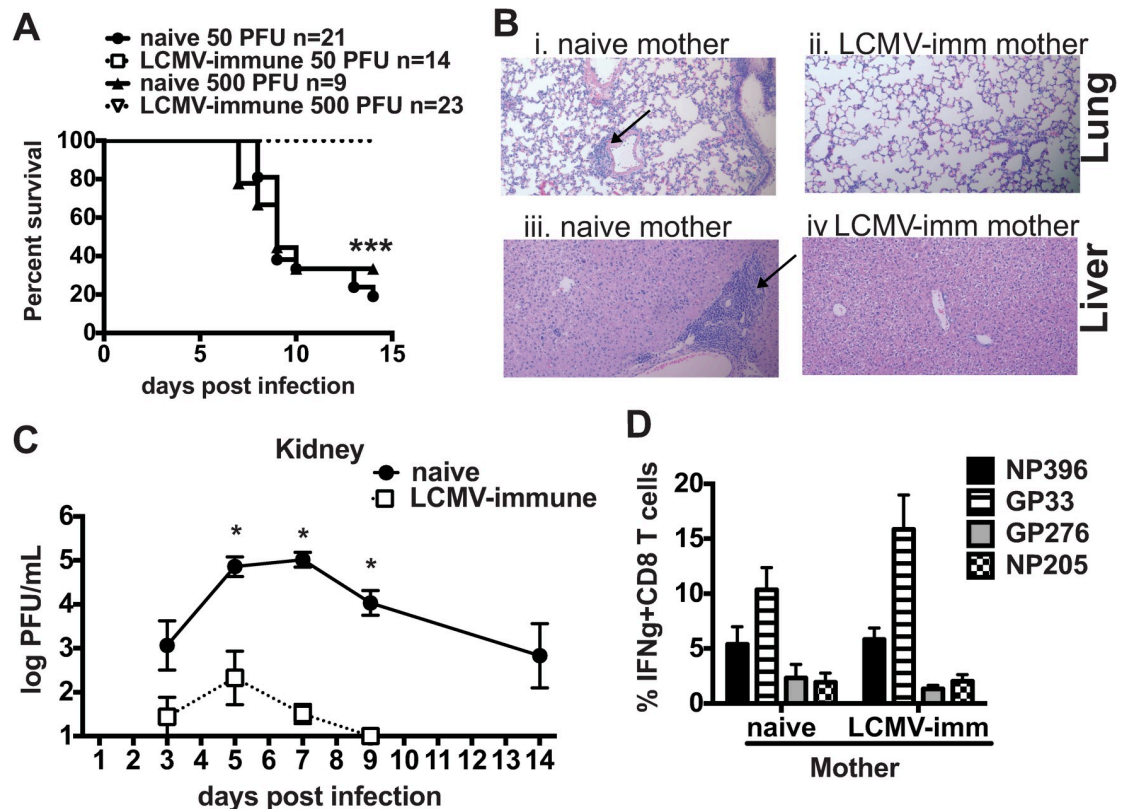 A
naive 50 PFU n=21
LCMV-immune 50 PFU n=14
naive 500 PFU n=9
LCMV-immune 500 PFU n=23
100
80
60
40
20
0
Percent survival
***
0 5 10 15
days post infection
B
i. naive mother
ii. LCMV-imm mother
Lung
iii. naive mother
iv LCMV-imm mother
Liver
C
Kidney
naive
LCMV-immune
6
5
4
3
2
1
log PFU/mL
* * *
1 2 3 4 5 6 7 8 9 10 11 12 13 14
days post infection
D
NP396
GP33
GP276
NP205
20
15
10
5
0
% IFNg+CD8 T cells
naive LCMV-imm
Mother